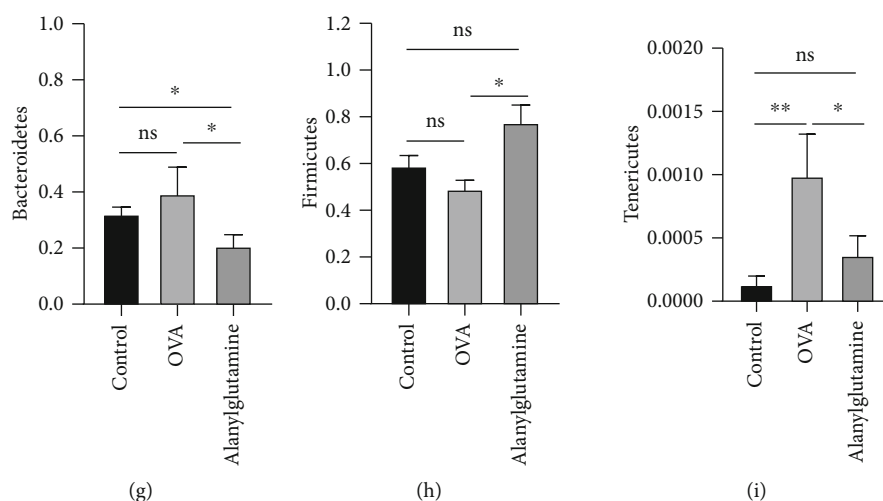 Bacteroidetes
1.0
0.8
0.6
0.4
0.2
0.0
*
ns
*
Control
OVA
Alanylglutamine
(g)
Firmicutes
1.2
1.0
0.8
0.6
0.4
0.2
0.0
ns
*
ns
Control
OVA
Alanylglutamine
(h)
Tenericutes
0.0020
0.0015
0.0010
0.0005
0.0000
ns
**
*
Control
OVA
Alanylglutamine
(i)